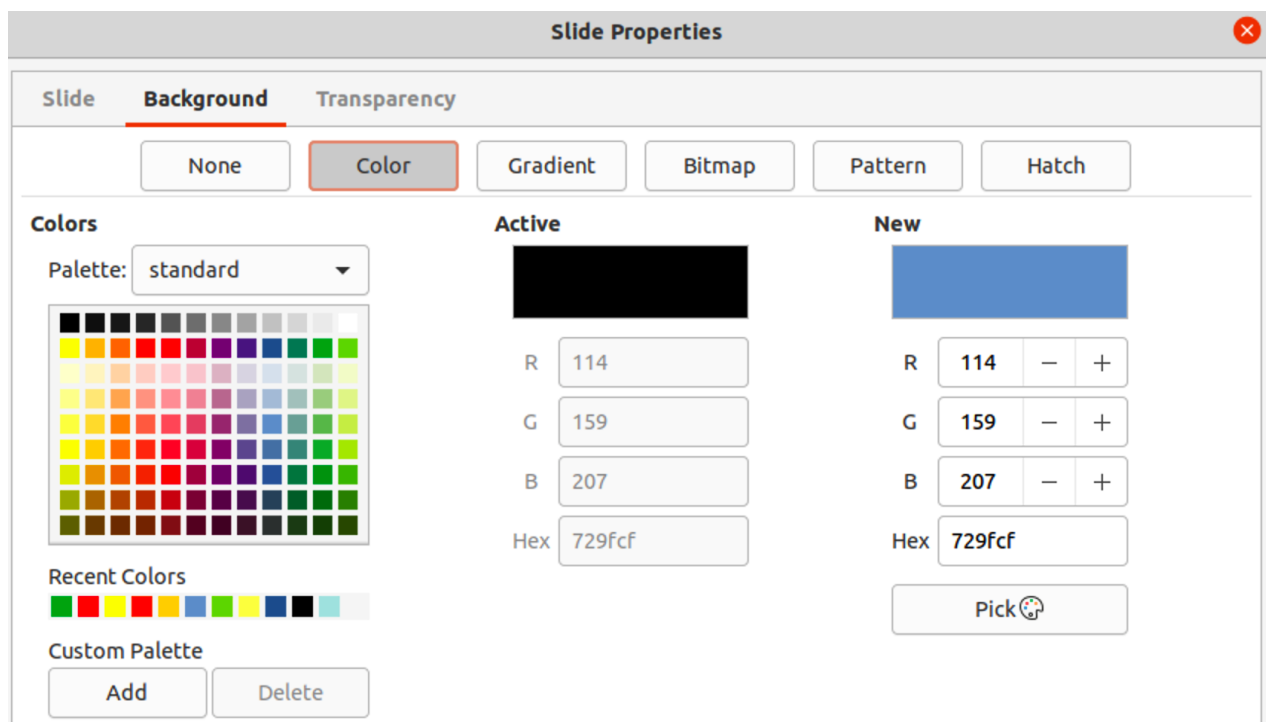 Slide Properties
Slide Background Transparency
None Color Gradient Bitmap Pattern Hatch
Colors Active New
Palette: standard
R 114 R 114 − +
G 159 G 159 − +
B 207 B 207 − +
Hex 729fcf Hex 729fcf
Recent Colors
Pick
Custom Palette
Add Delete